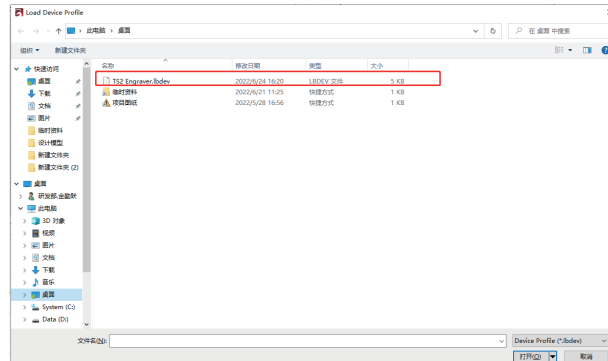 Load Device Profile
此电脑 › 桌面
在 桌面 中搜索
组织 新建文件夹
名称 修改日期 类型 大小
TS2 Engraver.lbdev 2022/6/24 16:20 LBDEV 文件 5 KB
临时资料 2022/6/21 11:25 快捷方式 1 KB
项目图纸 2022/5/28 16:56 快捷方式 1 KB
快速访问
桌面
下载
文档
图片
临时资料
设计模型
新建文件夹
新建文件夹 (2)
桌面
此电脑
3D 对象
视频
图片
文档
下载
音乐
桌面
System (C:)
Data (D:)
文件名(N):
Device Profile (*.lbdev)
打开(O) 取消